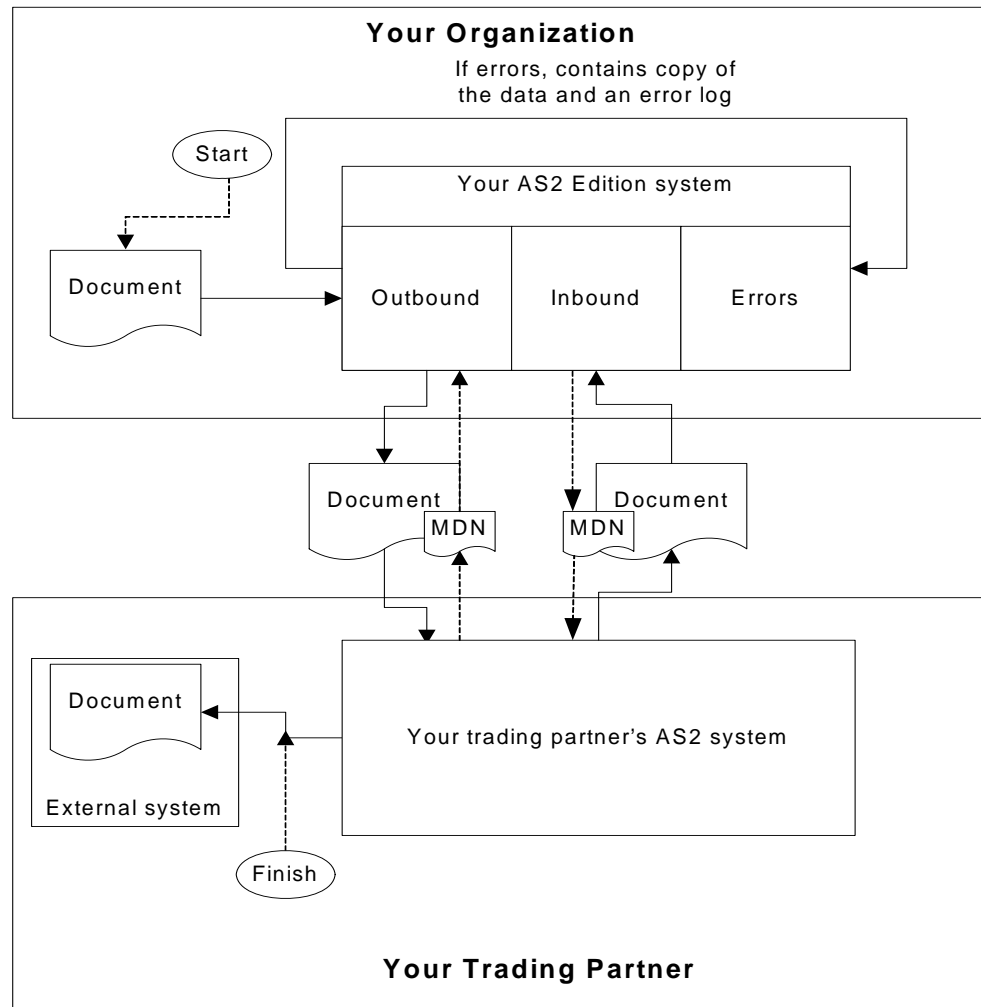 Your Organization
If errors, contains copy of
the data and an error log
Start
Your AS2 Edition system
Document
Outbound
Inbound
Errors
Document
MDN
MDN
Document
Document
External system
Your trading partner's AS2 system
Finish
Your Trading Partner